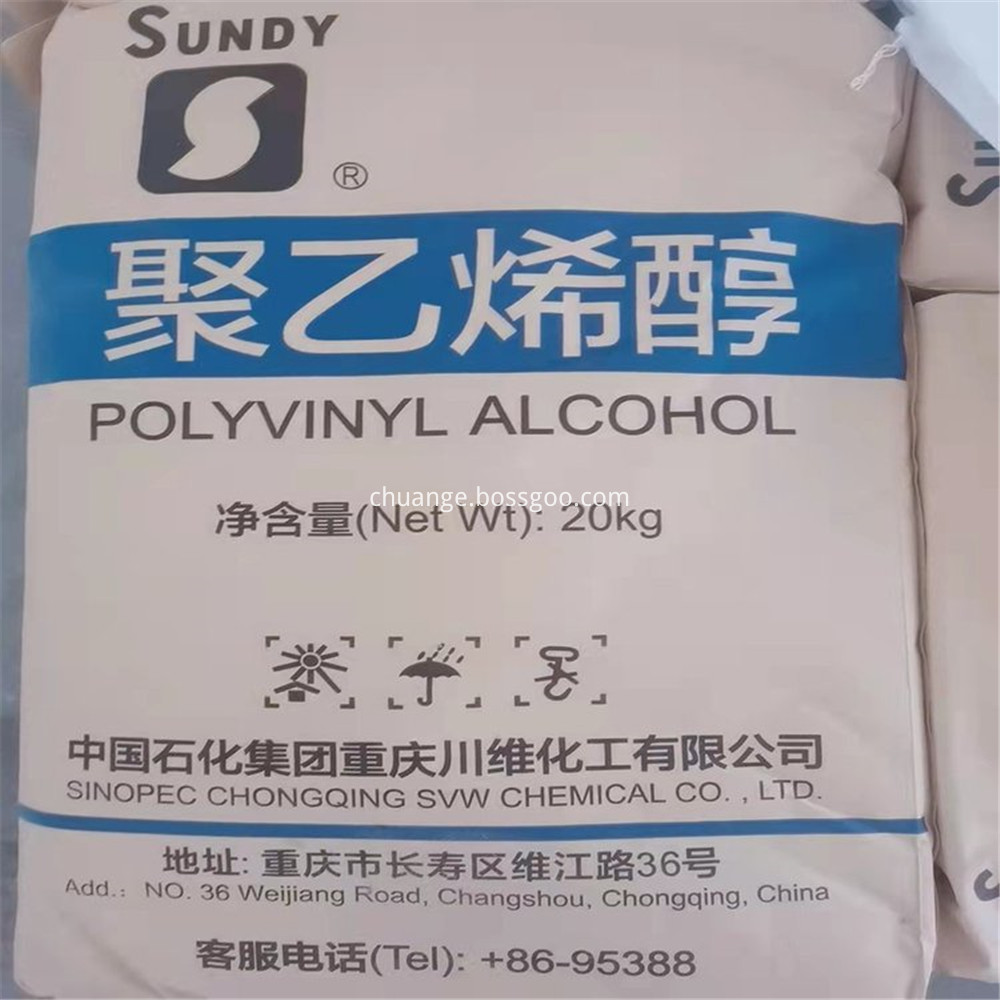 SUNDY
®
聚乙烯醇
POLYVINYL ALCOHOL
chuange.bossgoo.com
净含量(Net Wt): 20kg
中国石化集团重庆川维化工有限公司
SINOPEC CHONGQING SVW CHEMICAL CO. , LTD.
地址: 重庆市长寿区维江路36号
Add.: NO. 36 Weijiang Road, Changshou, Chongqing, China
客服电话(Tel): +86-95388